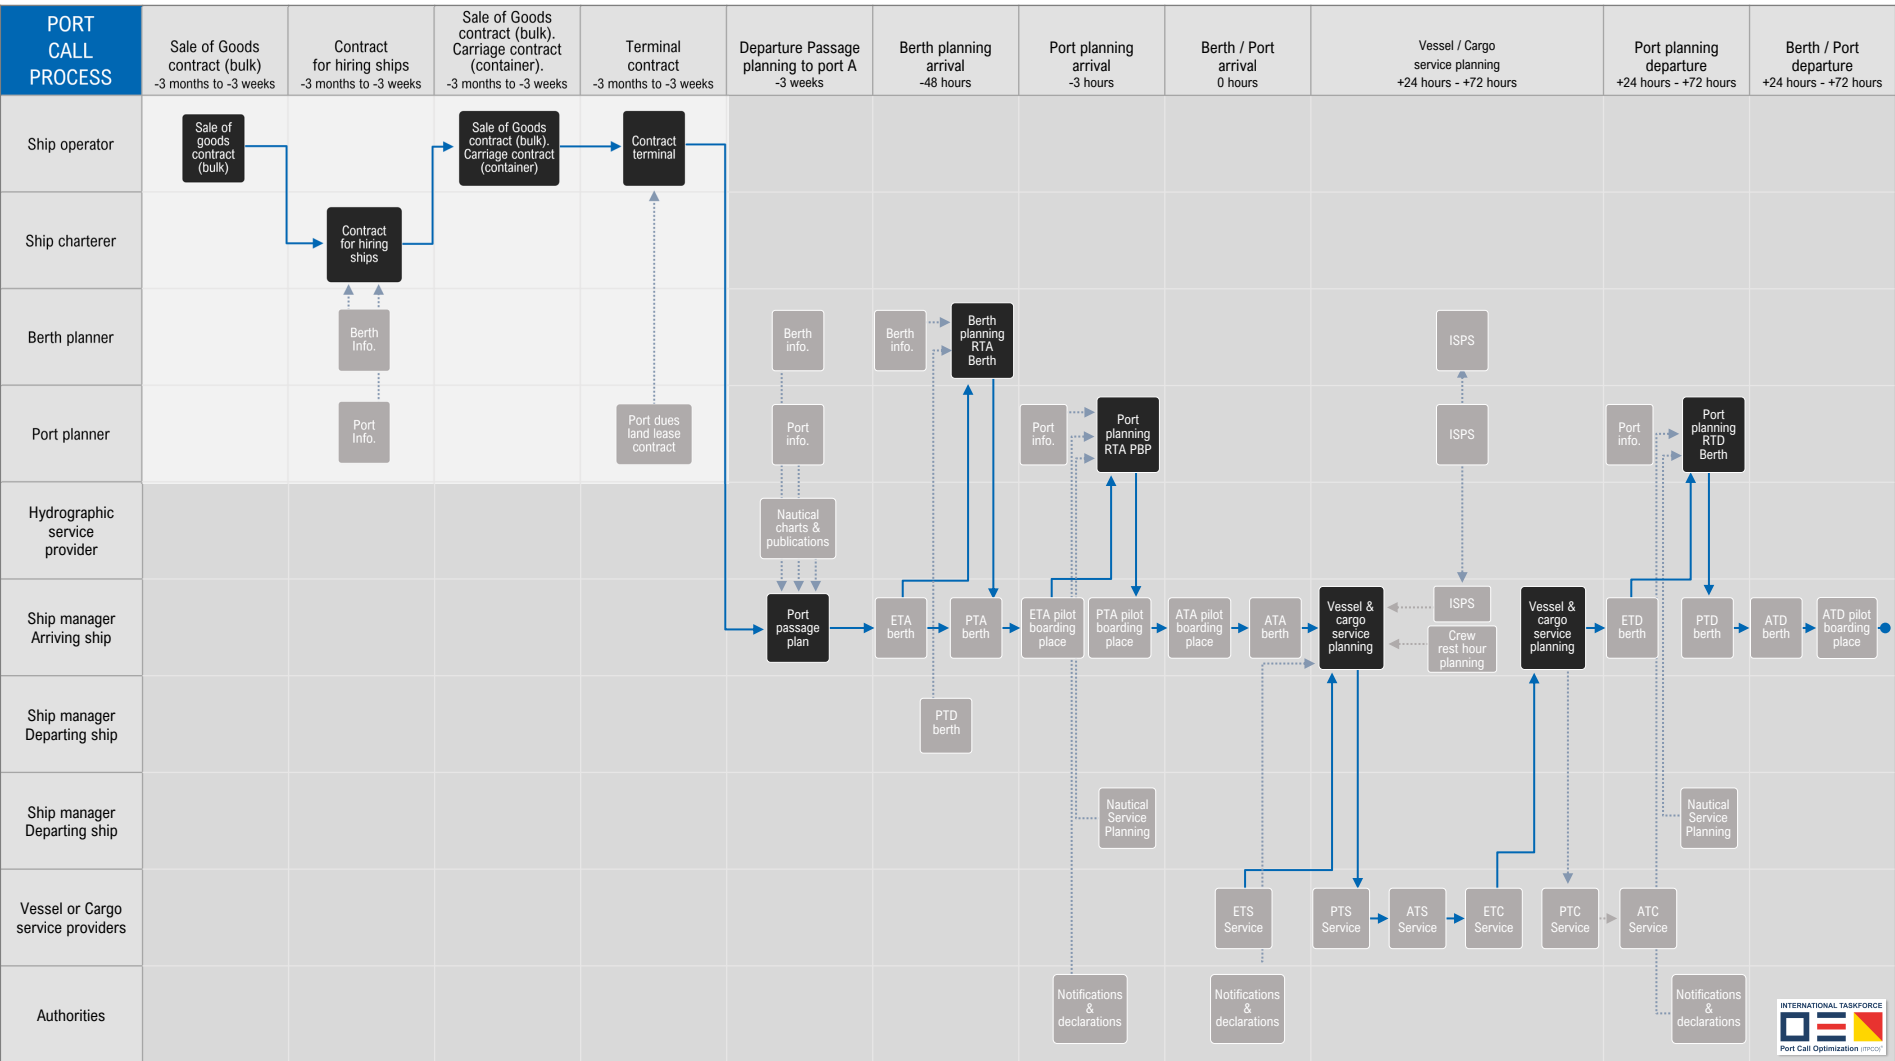 PORT
CALL
PROCESS
Sale of Goods
contract (bulk)
-3 months to -3 weeks
Contract
for hiring ships
-3 months to -3 weeks
Sale of Goods
contract (bulk).
Carriage contract
(container).
-3 months to -3 weeks
Terminal
contract
-3 months to -3 weeks
Departure Passage
planning to port A
-3 weeks
Berth planning
arrival
-48 hours
Port planning
arrival
-3 hours
Berth / Port
arrival
0 hours
Vessel / Cargo
service planning
+24 hours - +72 hours
Port planning
departure
+24 hours - +72 hours
Berth / Port
departure
+24 hours - +72 hours
Ship operator
Sale of
goods
contract
(bulk)
Sale of Goods
contract (bulk).
Carriage contract
(container)
Contract
terminal
Ship charterer
Contract
for hiring
ships
Berth planner
Berth
Info.
Berth
info.
Berth
info.
Berth
planning
RTA
Berth
ISPS
Port planner
Port
Info.
Port dues
land lease
contract
Port
info.
Port
info.
Port
planning
RTA PBP
ISPS
Port
info.
Port
planning
RTD
Berth
Hydrographic
service
provider
Nautical
charts &
publications
Ship manager
Arriving ship
Port
passage
plan
ETA
berth
PTA
berth
ETA pilot
boarding
place
PTA pilot
boarding
place
ATA pilot
boarding
place
ATA
berth
Vessel &
cargo
service
planning
ISPS
Crew
rest hour
planning
Vessel &
cargo
service
planning
ETD
berth
PTD
berth
ATD
berth
ATD pilot
boarding
place
Ship manager
Departing ship
PTD
berth
Ship manager
Departing ship
Nautical
Service
Planning
Nautical
Service
Planning
Vessel or Cargo
service providers
ETS
Service
PTS
Service
ATS
Service
ETC
Service
PTC
Service
ATC
Service
Authorities
Notifications
&
declarations
Notifications
&
declarations
Notifications
&
declarations
INTERNATIONAL TASKFORCE
Port Call Optimization (ITPCO)